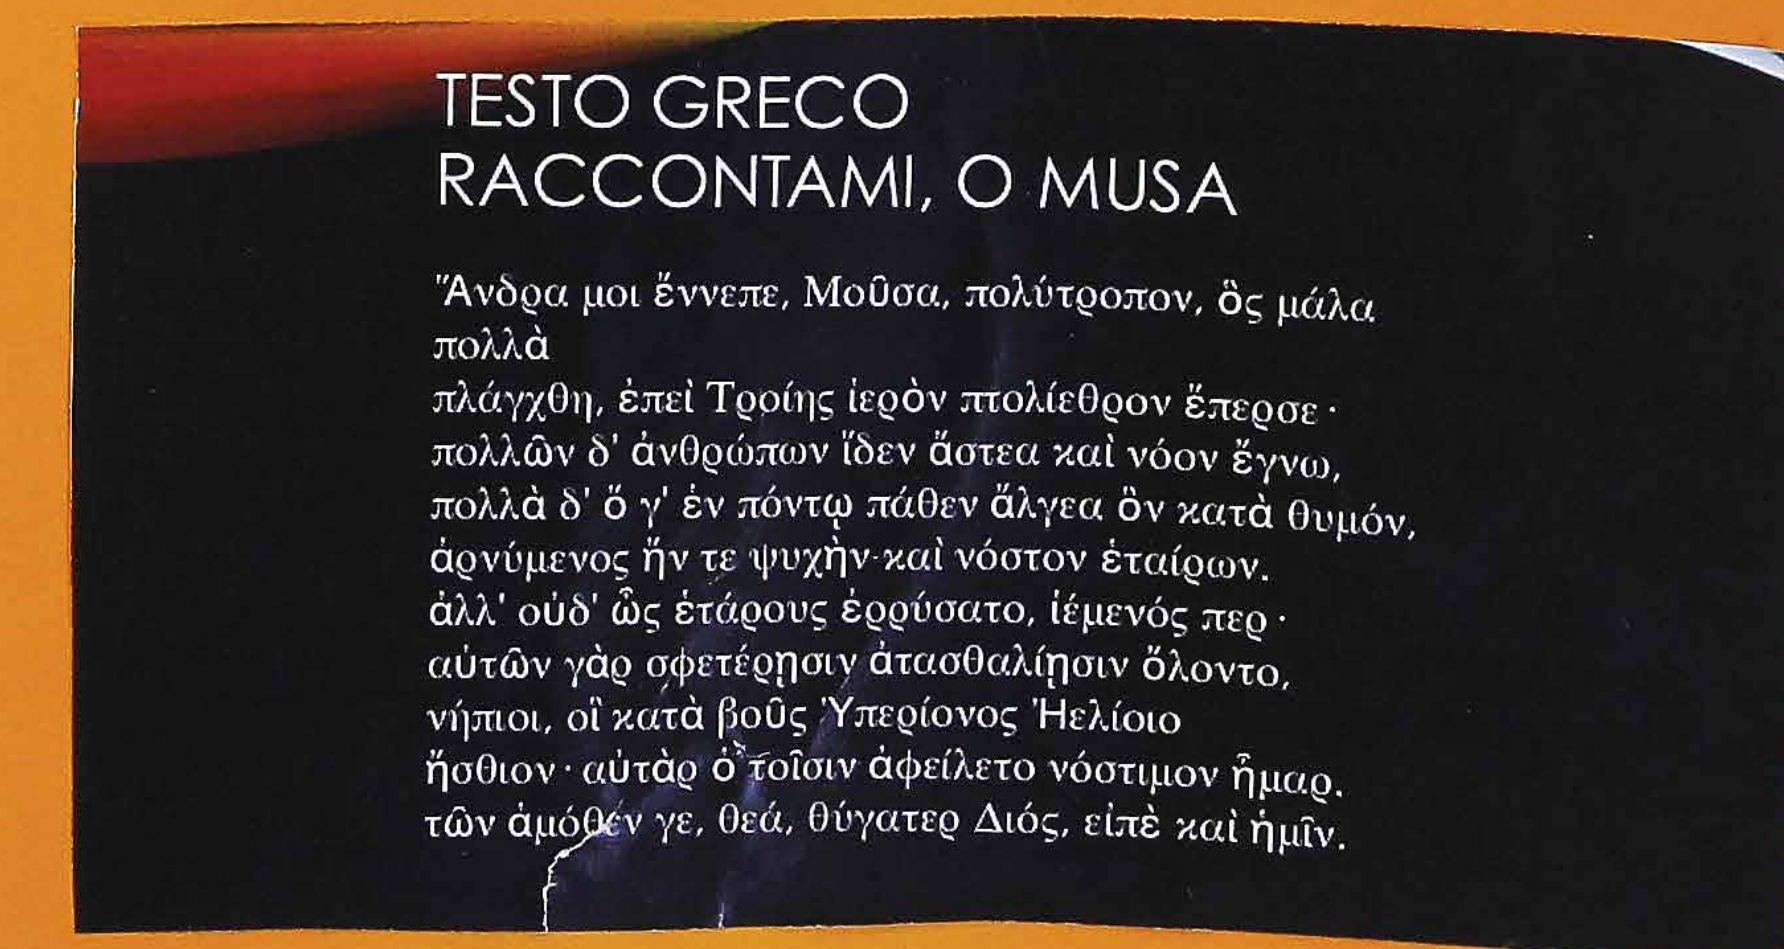 TESTO GRECO
RACCONTAMI, O MUSA
Ἄνδρα μοι ἔννεπε, Μοῦσα, πολύτροπον, ὃς μάλα
πολλὰ
πλάγχθη, ἐπεὶ Τροίης ἱερὸν πτολίεθρον ἔπερσε·
πολλῶν δ' ἀνθρώπων ἴδεν ἄστεα καὶ νόον ἔγνω,
πολλὰ δ' ὅ γ' ἐν πόντῳ πάθεν ἄλγεα ὃν κατὰ θυμόν,
ἀρνύμενος ἥν τε ψυχὴν καὶ νόστον ἑταίρων.
ἀλλ' οὐδ' ὧς ἑτάρους ἐρρύσατο, ἱέμενός περ·
αὐτῶν γὰρ σφετέρῃσιν ἀτασθαλίῃσιν ὄλοντο,
νήπιοι, οἳ κατὰ βοῦς Ὑπερίονος Ἠελίοιο
ἤσθιον· αὐτὰρ ὁ τοῖσιν ἀφείλετο νόστιμον ἦμαρ.
τῶν ἁμόθεν γε, θεά, θύγατερ Διός, εἰπὲ καὶ ἡμῖν.